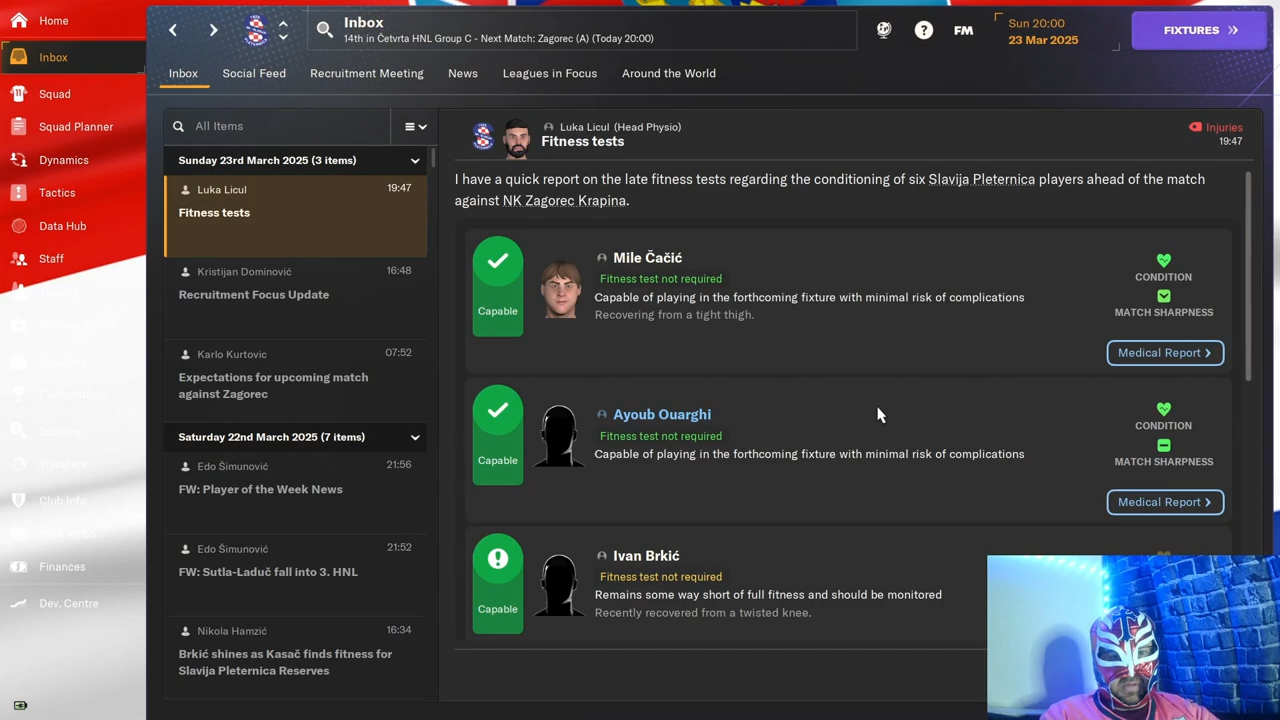 Home
Inbox
Squad
Squad Planner
Dynamics
Tactics
Data Hub
Staff
Transfers
Club Info
Club Vision
Finances
Dev. Centre
Inbox
14th in Četvrta HNL Group C - Next Match: Zagorec (A) (Today 20:00)
?
FM
Sun 20:00
23 Mar 2025
FIXTURES
Inbox
Social Feed
Recruitment Meeting
News
Leagues in Focus
Around the World
All Items
Sunday 23rd March 2025 (3 items)
Luka Licul
19:47
Fitness tests
Kristijan Dominović
16:48
Recruitment Focus Update
Karlo Kurtovic
07:52
Expectations for upcoming match
against Zagorec
Saturday 22nd March 2025 (7 items)
Edo Šimunović
21:56
FW: Player of the Week News
Edo Šimunović
21:52
FW: Sutla-Laduč fall into 3. HNL
Nikola Hamzić
16:34
Brkić shines as Kasač finds fitness for
Slavija Pleternica Reserves
Luka Licul (Head Physio)
Fitness tests
Injuries
19:47
I have a quick report on the late fitness tests regarding the conditioning of six Slavija Pleternica players ahead of the match
against NK Zagorec Krapina.
Capable
Mile Čačić
Fitness test not required
Capable of playing in the forthcoming fixture with minimal risk of complications
Recovering from a tight thigh.
CONDITION
MATCH SHARPNESS
Medical Report
Capable
Ayoub Ouarghi
Fitness test not required
Capable of playing in the forthcoming fixture with minimal risk of complications
CONDITION
MATCH SHARPNESS
Medical Report
Capable
Ivan Brkić
Fitness test not required
Remains some way short of full fitness and should be monitored
Recently recovered from a twisted knee.